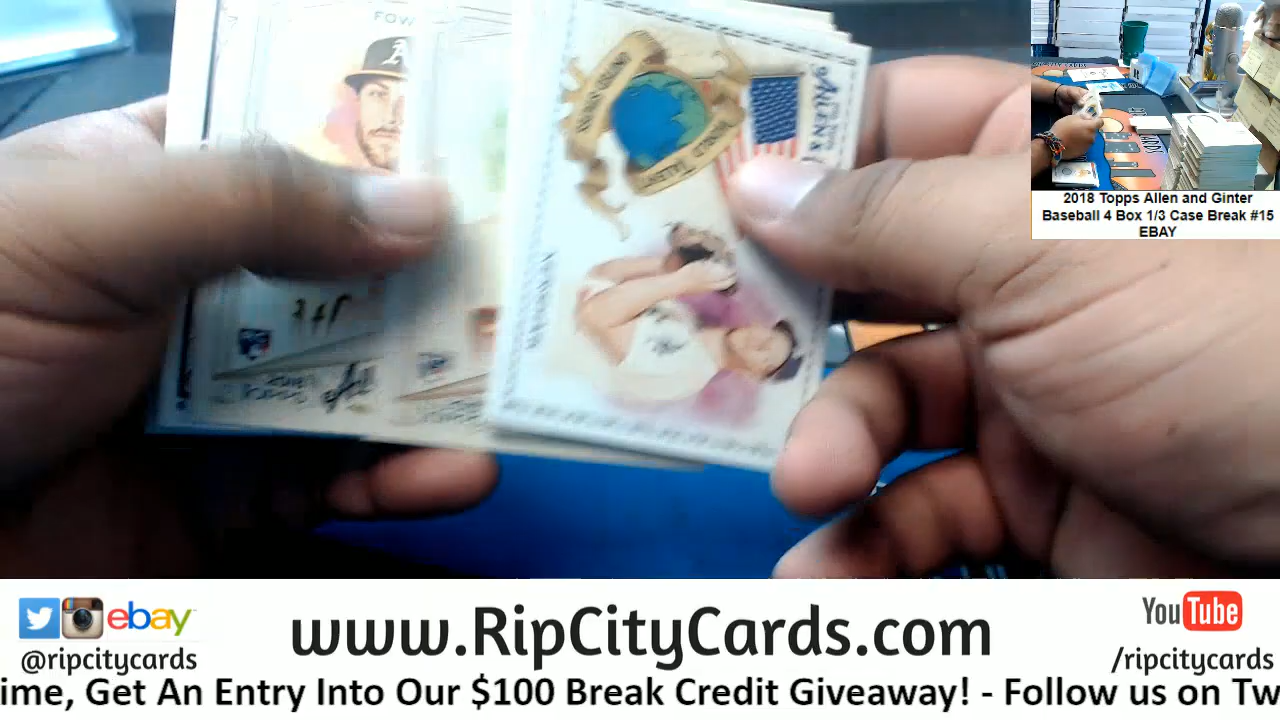 FOW
A
2018 Topps Allen and Ginter
Baseball 4 Box 1/3 Case Break #15
EBAY
ebay
www.RipCityCards.com
YouTube
@ripcitycards
/ripcitycards
ime, Get An Entry Into Our $100 Break Credit Giveaway! - Follow us on Tw